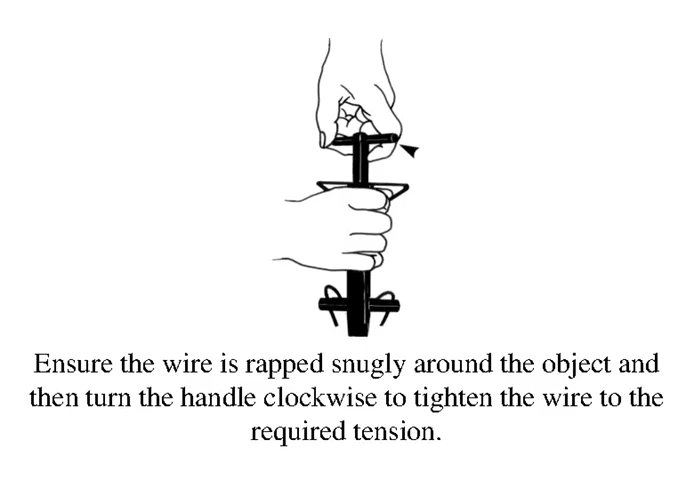 Ensure the wire is rapped snugly around the object and
then turn the handle clockwise to tighten the wire to the
required tension.